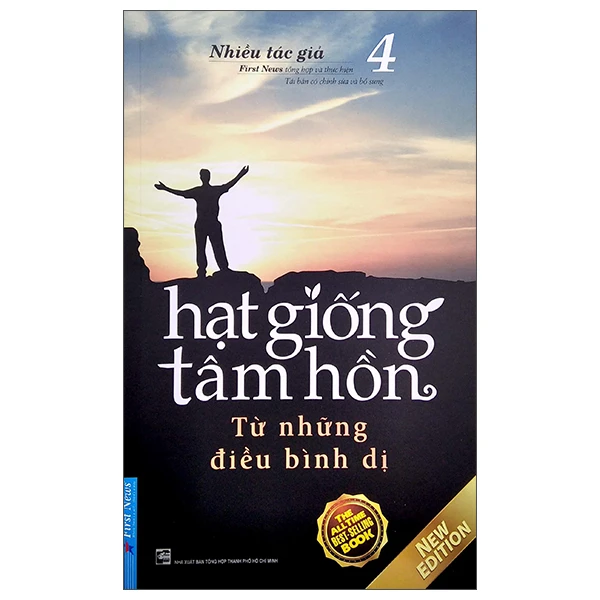 Nhiều tác giả
4
First News tổng hợp và thực hiện
Tái bản có chỉnh sửa và bổ sung
hạt giống
tâm hồn
Từ những
điều bình dị
THE
ALL TIME
BEST-SELLING
BOOK
NEW
EDITION
First News
NHÀ XUẤT BẢN TỔNG HỢP THÀNH PHỐ HỒ CHÍ MINH